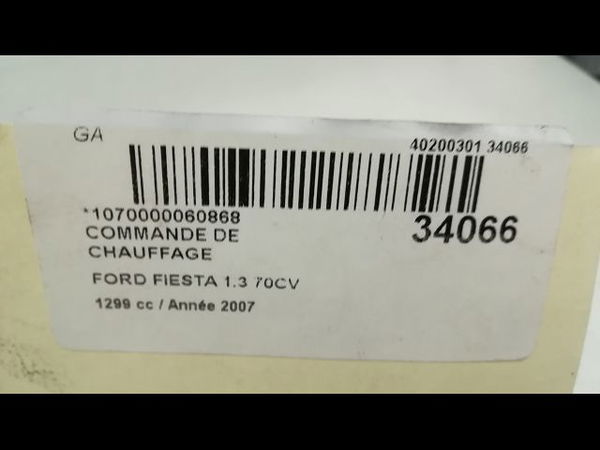 GA
40200301 34066
*1070000060868
34066
COMMANDE DE
CHAUFFAGE
FORD FIESTA 1.3 70CV
1299 cc / Année 2007